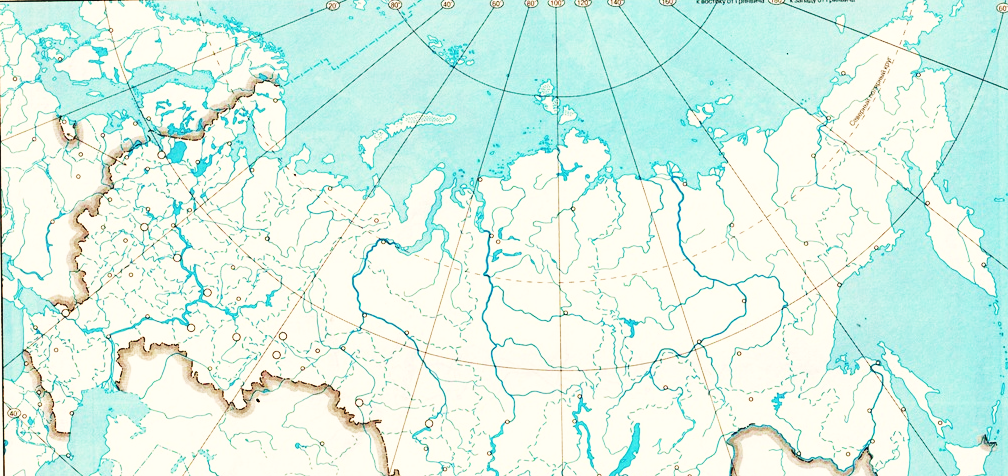 к востоку от Гринвича 180 к западу от Гринвича
20 40 60 80 100 120 140 160 60
Северный полярный круг
40